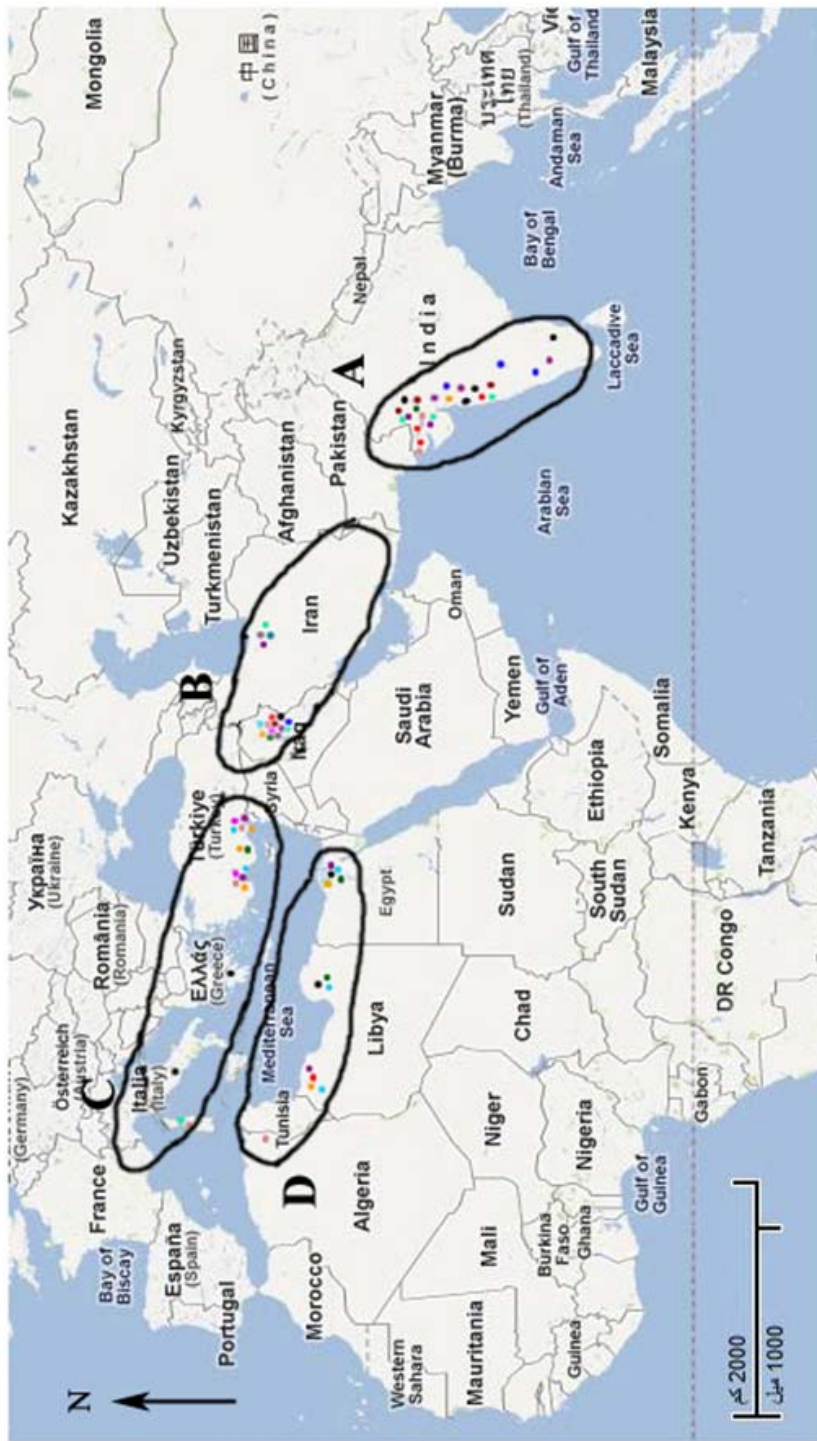 N
C
B
A
D
Mongolia
中国
(China)
Kazakhstan
Kyrgyzstan
Uzbekistan
Turkmenistan
Afghanistan
Pakistan
Nepal
India
Myanmar
(Burma)
ประเทศ
ไทย
(Thailand)
Gulf of
Thailand
Malaysia
Andaman
Sea
Bay of
Bengal
Laccadive
Sea
Arabian
Sea
Iran
Iraq
Syria
Türkiye
(Turkey)
Україна
(Ukraine)
România
(Romania)
Ελλάς
(Greece)
Österreich
(Austria)
(Germany)
Italia
(Italy)
France
Bay of
Biscay
España
(Spain)
Portugal
Mediterranean
Sea
Tunisia
Morocco
Algeria
Libya
Egypt
Saudi
Arabia
Oman
Yemen
Gulf of
Aden
Western
Sahara
Mauritania
Mali
Niger
Chad
Sudan
South
Sudan
Ethiopia
Somalia
Kenya
Tanzania
DR Congo
Gabon
Nigeria
Gulf of
Guinea
Burkina
Faso
Ghana
Guinea
2000 كم
1000 ميل